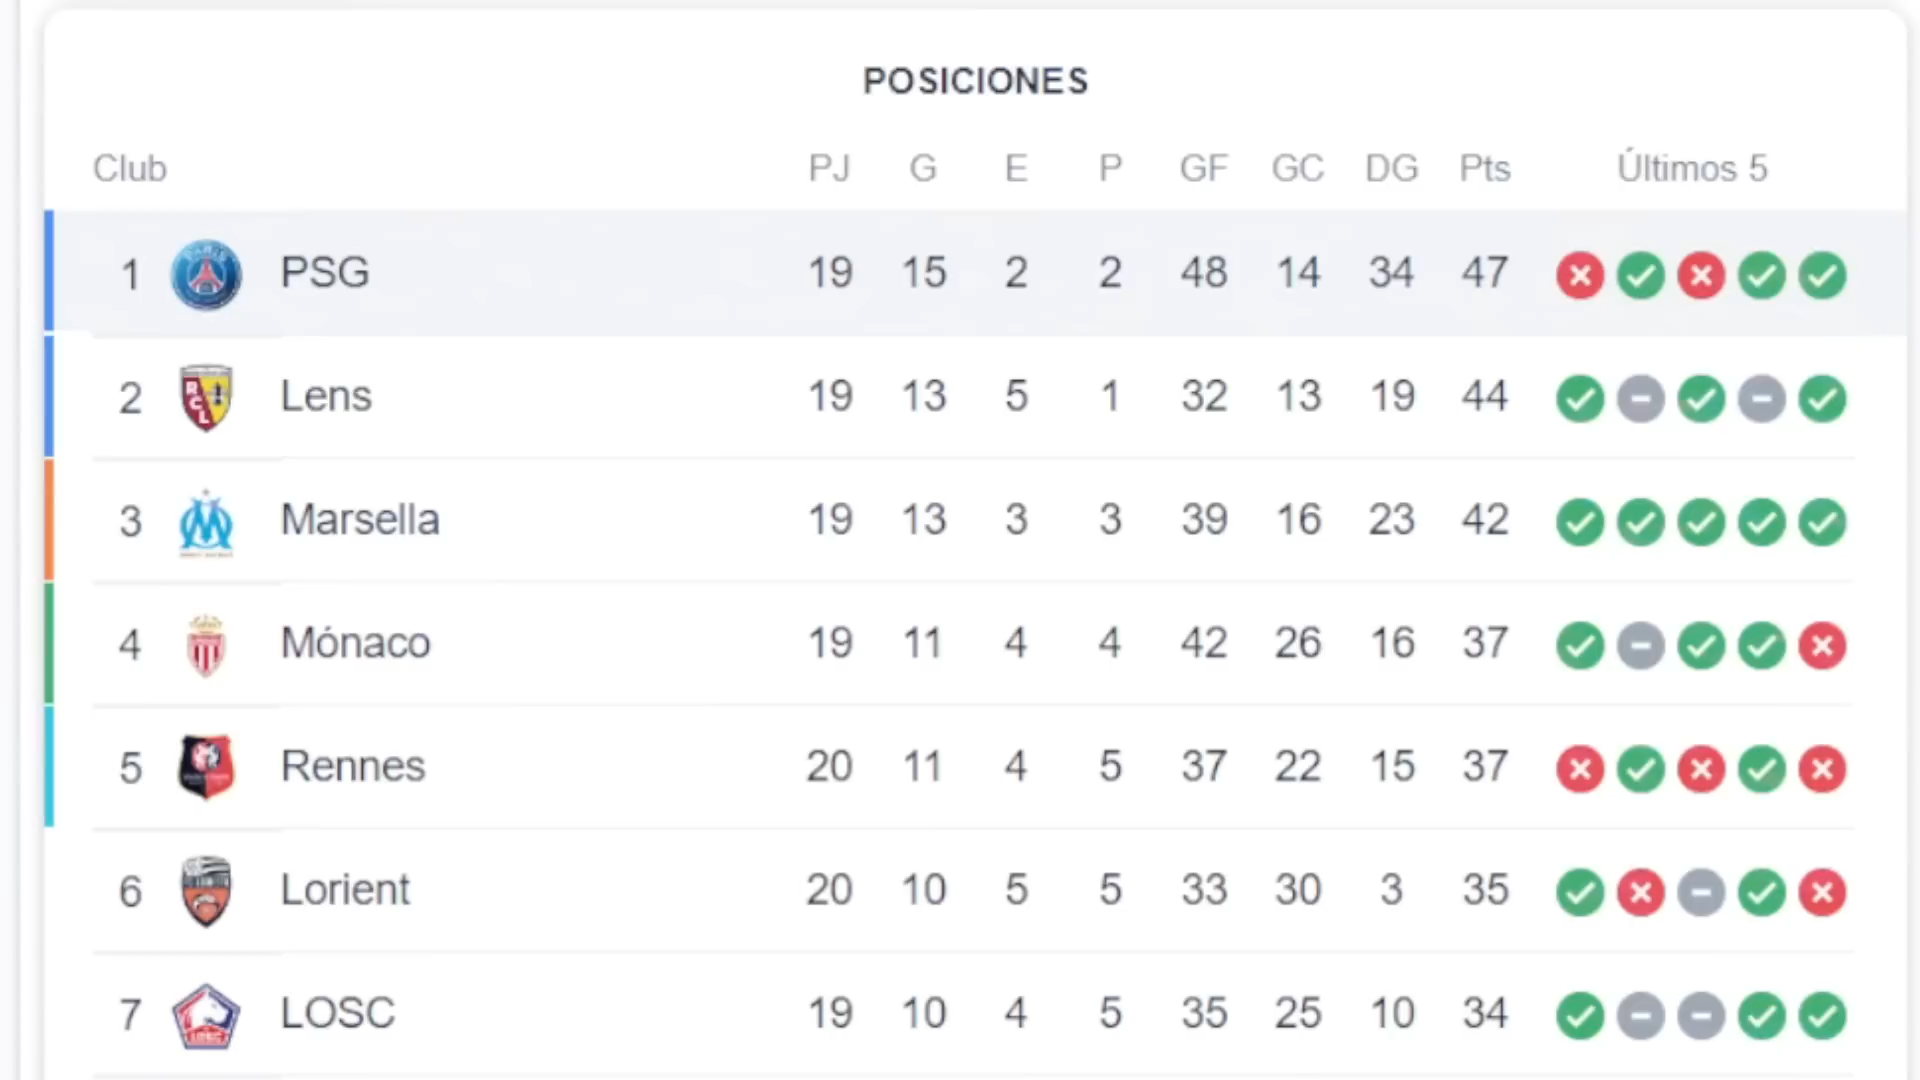 POSICIONES
Club PJ G E P GF GC DG Pts Últimos 5
1 PSG 19 15 2 2 48 14 34 47
2 RCL Lens 19 13 5 1 32 13 19 44
3 Marsella 19 13 3 3 39 16 23 42
4 Mónaco 19 11 4 4 42 26 16 37
5 Rennes 20 11 4 5 37 22 15 37
6 Lorient 20 10 5 5 33 30 3 35
7 LOSC 19 10 4 5 35 25 10 34